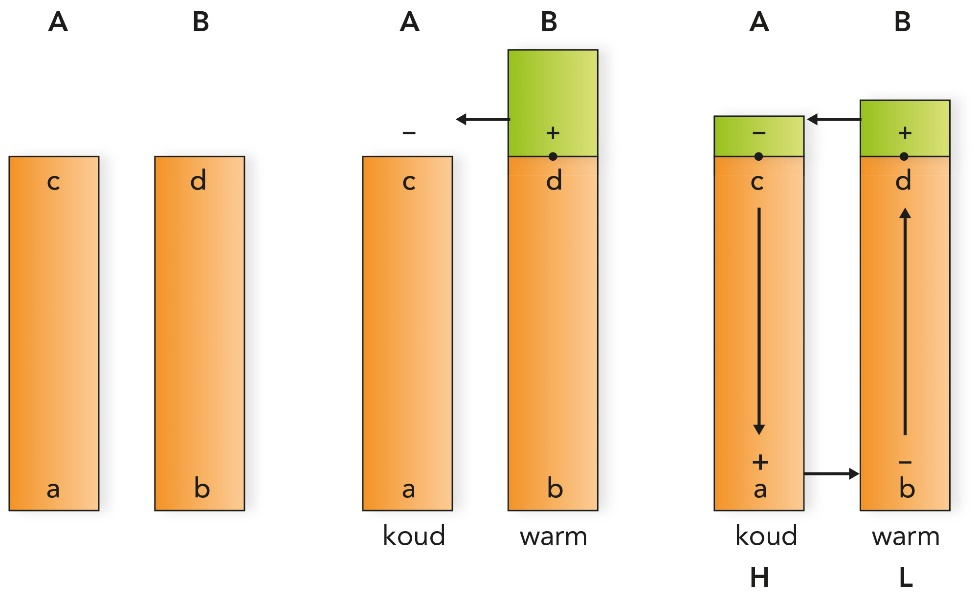 A B A B A B
− + − +
c d c d c d
+ −
a b a b a b
koud warm koud warm
H L